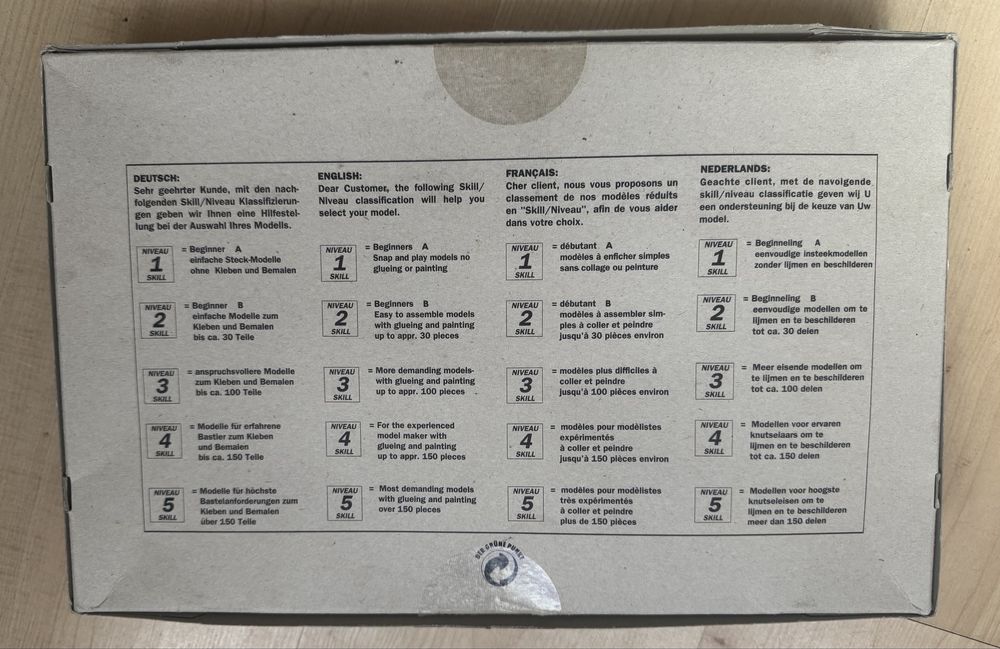 DEUTSCH:
Sehr geehrter Kunde, mit den nach-
folgenden Skill/Niveau Klassifizierun-
gen geben wir Ihnen eine Hilfestel-
lung bei der Auswahl Ihres Modells.
NIVEAU
1
SKILL
= Beginner A
einfache Steck-Modelle
ohne Kleben und Bemalen
NIVEAU
2
SKILL
= Beginner B
einfache Modelle zum
Kleben und Bemalen
bis ca. 30 Teile
NIVEAU
3
SKILL
= anspruchsvollere Modelle
zum Kleben und Bemalen
bis ca. 100 Teile
NIVEAU
4
SKILL
= Modelle für erfahrene
Bastler zum Kleben
und Bemalen
bis ca. 150 Teile
NIVEAU
5
SKILL
= Modelle für höchste
Bastelanforderungen zum
Kleben und Bemalen
über 150 Teile
ENGLISH:
Dear Customer, the following Skill/
Niveau classification will help you
select your model.
NIVEAU
1
SKILL
= Beginners A
Snap and play models no
glueing or painting
NIVEAU
2
SKILL
= Beginners B
Easy to assemble models
with glueing and painting
up to appr. 30 pieces
NIVEAU
3
SKILL
= More demanding models-
with glueing and painting
up to appr. 100 pieces
NIVEAU
4
SKILL
= For the experienced
model maker with
glueing and painting
up to appr. 150 pieces
NIVEAU
5
SKILL
= Most demanding models
with glueing and painting
over 150 pieces
FRANÇAIS:
Cher client, nous vous proposons un
classement de nos modèles réduits
en "Skill/Niveau", afin de vous aider
dans votre choix.
NIVEAU
1
SKILL
= débutant A
modèles à enficher simples
sans collage ou peinture
NIVEAU
2
SKILL
= débutant B
modèles à assembler sim-
ples à coller et peindre
jusqu'à 30 pièces environ
NIVEAU
3
SKILL
= modèles plus difficiles à
coller et peindre
jusqu'à 100 pièces environ
NIVEAU
4
SKILL
= modèles pour modèlistes
expérimentés
à coller et peindre
jusqu'à 150 pièces environ
NIVEAU
5
SKILL
= modèles pour modèlistes
très expérimentés
à coller et peindre
plus de 150 pièces
NEDERLANDS:
Geachte client, met de navolgende
skill/niveau classificatie geven wij U
een ondersteuning bij de keuze van Uw
model.
NIVEAU
1
SKILL
= Beginneling A
eenvoudige insteekmodellen
zonder lijmen en beschilderen
NIVEAU
2
SKILL
= Beginneling B
eenvoudige modellen om te
lijmen en te beschilderen
tot ca. 30 delen
NIVEAU
3
SKILL
= Meer eisende modellen om
te lijmen en te beschilderen
tot ca. 100 delen
NIVEAU
4
SKILL
= Modellen voor ervaren
knutselaars om te
lijmen en te beschilderen
tot ca. 150 delen
NIVEAU
5
SKILL
= Modellen voor hoogste
knutseleisen om te
lijmen en te beschilderen
meer dan 150 delen
DER GRÜNE PUNKT